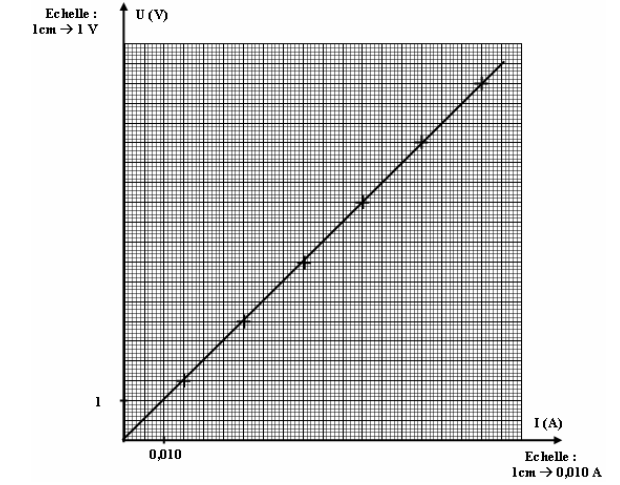 Echelle :
1cm → 1 V
U (V)
1
0,010
I (A)
Echelle :
1cm → 0,010 A